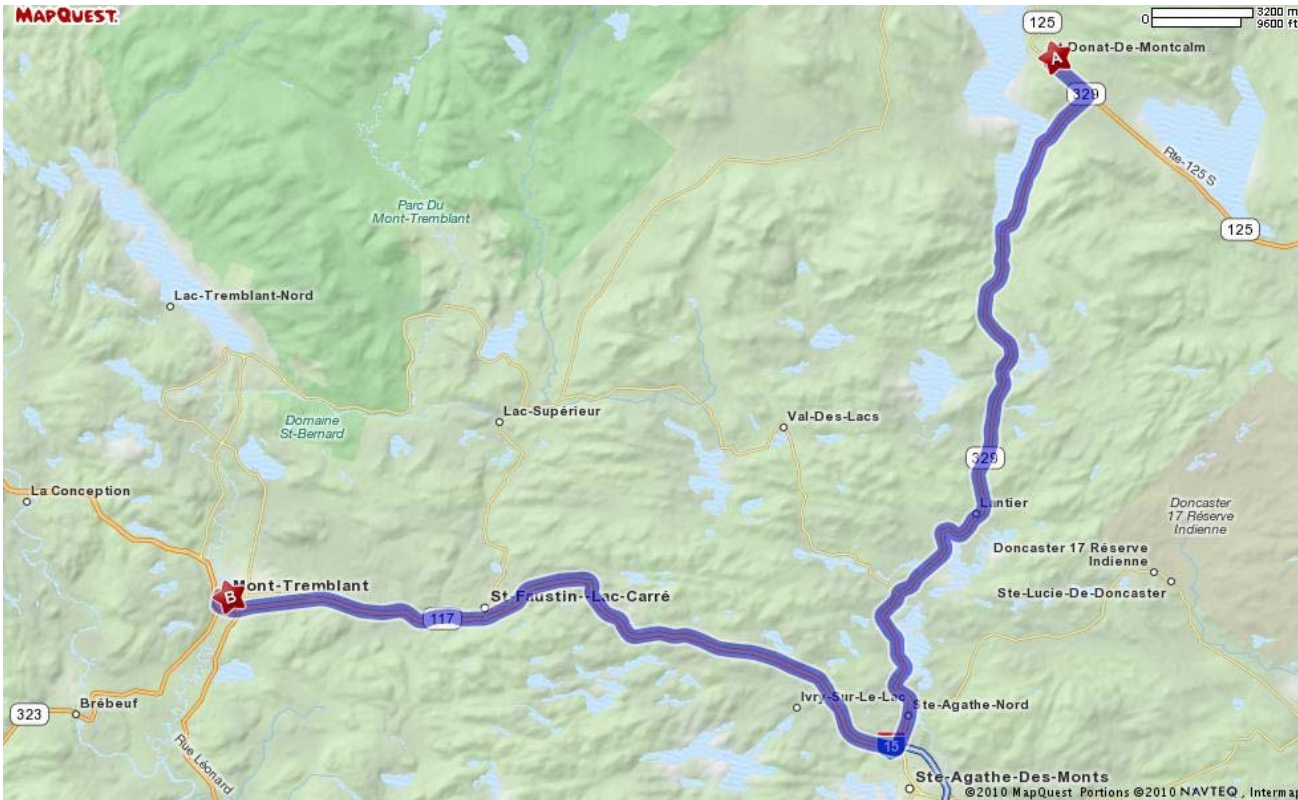 MAPQUEST.
0
3200 m
9600 ft
125
A
Donat-De-Montcalm
329
Rte-125 S
125
Parc Du
Mont-Tremblant
Lac-Tremblant-Nord
Domaine
St-Bernard
Lac-Supérieur
Val-Des-Lacs
329
Lantier
La Conception
Doncaster
17 Réserve
Indienne
Doncaster 17 Réserve
Indienne
Ste-Lucie-De-Doncaster
B
Mont-Tremblant
117
St-Faustin--Lac-Carré
Ivry-Sur-Le-Lac
Ste-Agathe-Nord
323
Brébeuf
Rue Léonard
15
Ste-Agathe-Des-Monts
©2010 MapQuest Portions ©2010 NAVTEQ, Intermap